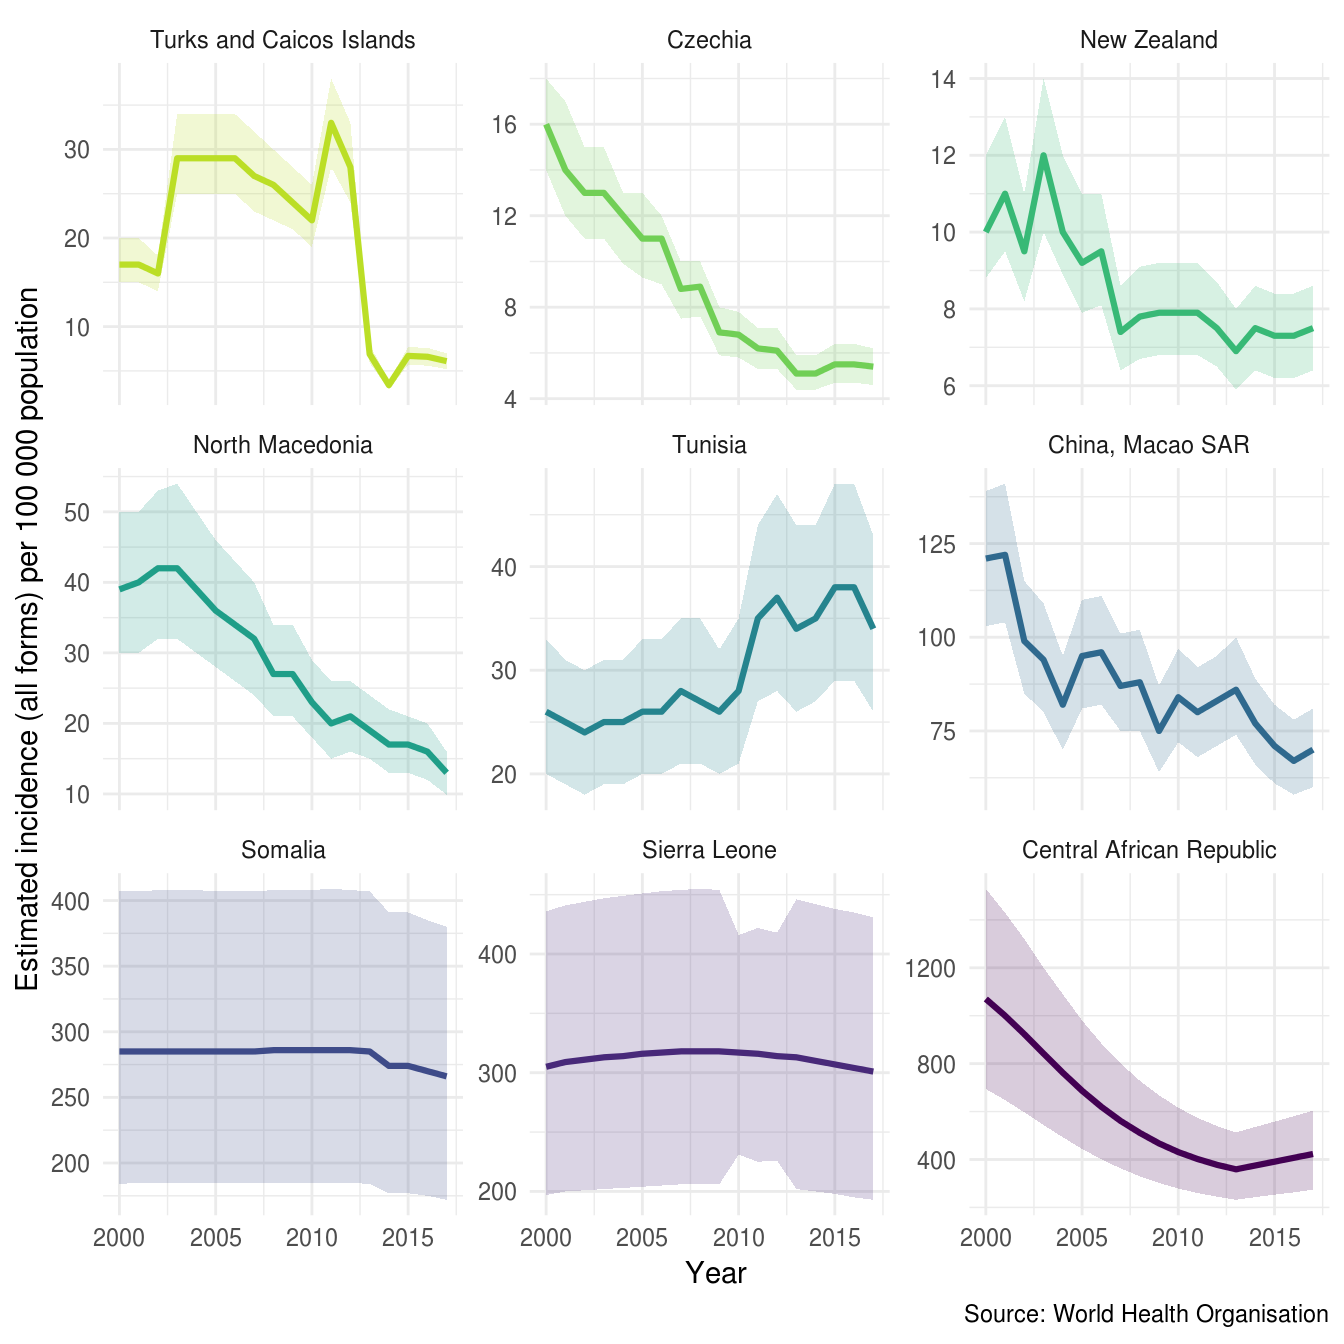 Turks and Caicos Islands
Czechia
New Zealand
30
20
10
16
12
8
4
14
12
10
8
6
North Macedonia
Tunisia
China, Macao SAR
50
40
30
20
10
40
30
20
125
100
75
Somalia
Sierra Leone
Central African Republic
400
350
300
250
200
400
300
200
1200
800
400
2000 2005 2010 2015
2000 2005 2010 2015
2000 2005 2010 2015
Estimated incidence (all forms) per 100 000 population
Year
Source: World Health Organisation